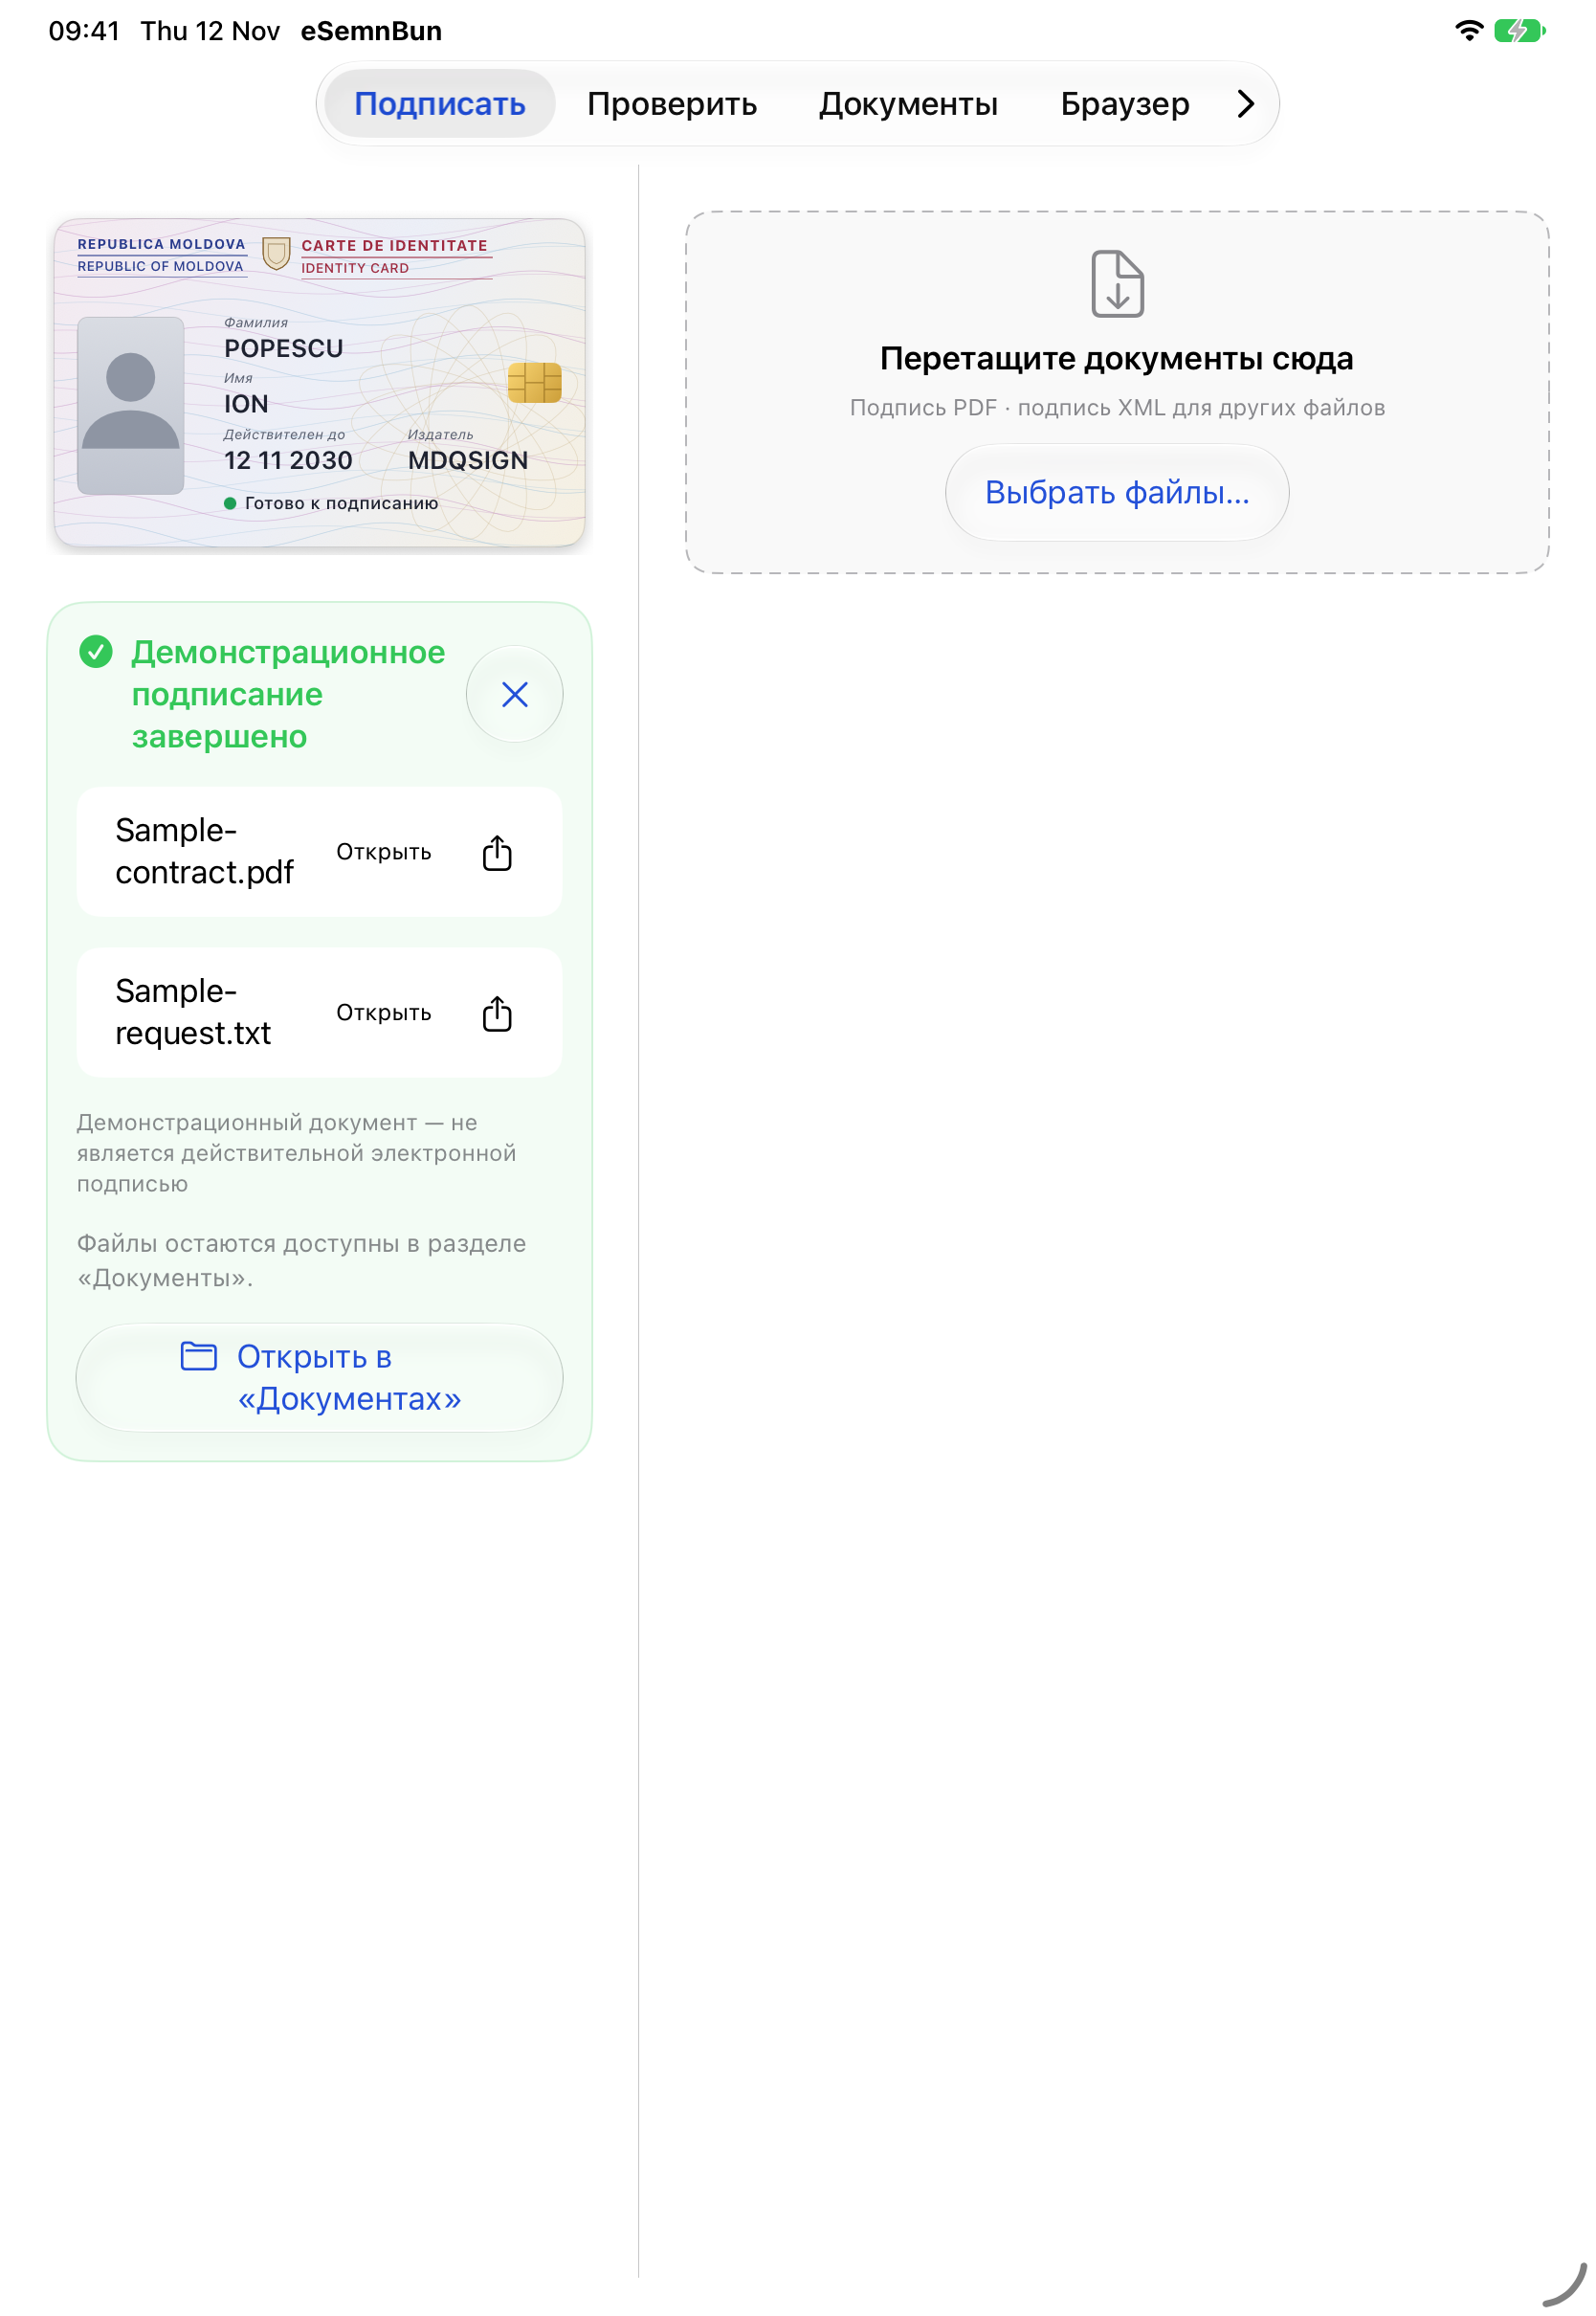 09:41 Thu 12 Nov eSemnBun
Подписать Проверить Документы Браузер
REPUBLICA MOLDOVA
REPUBLIC OF MOLDOVA
CARTE DE IDENTITATE
IDENTITY CARD
Фамилия
POPESCU
Имя
ION
Действителен до
12 11 2030
Издатель
MDQSIGN
Готово к подписанию
Демонстрационное
подписание
завершено
Sample-
contract.pdf
Открыть
Sample-
request.txt
Открыть
Демонстрационный документ — не
является действительной электронной
подписью
Файлы остаются доступны в разделе
«Документы».
Открыть в
«Документах»
Перетащите документы сюда
Подпись PDF · подпись XML для других файлов
Выбрать файлы...